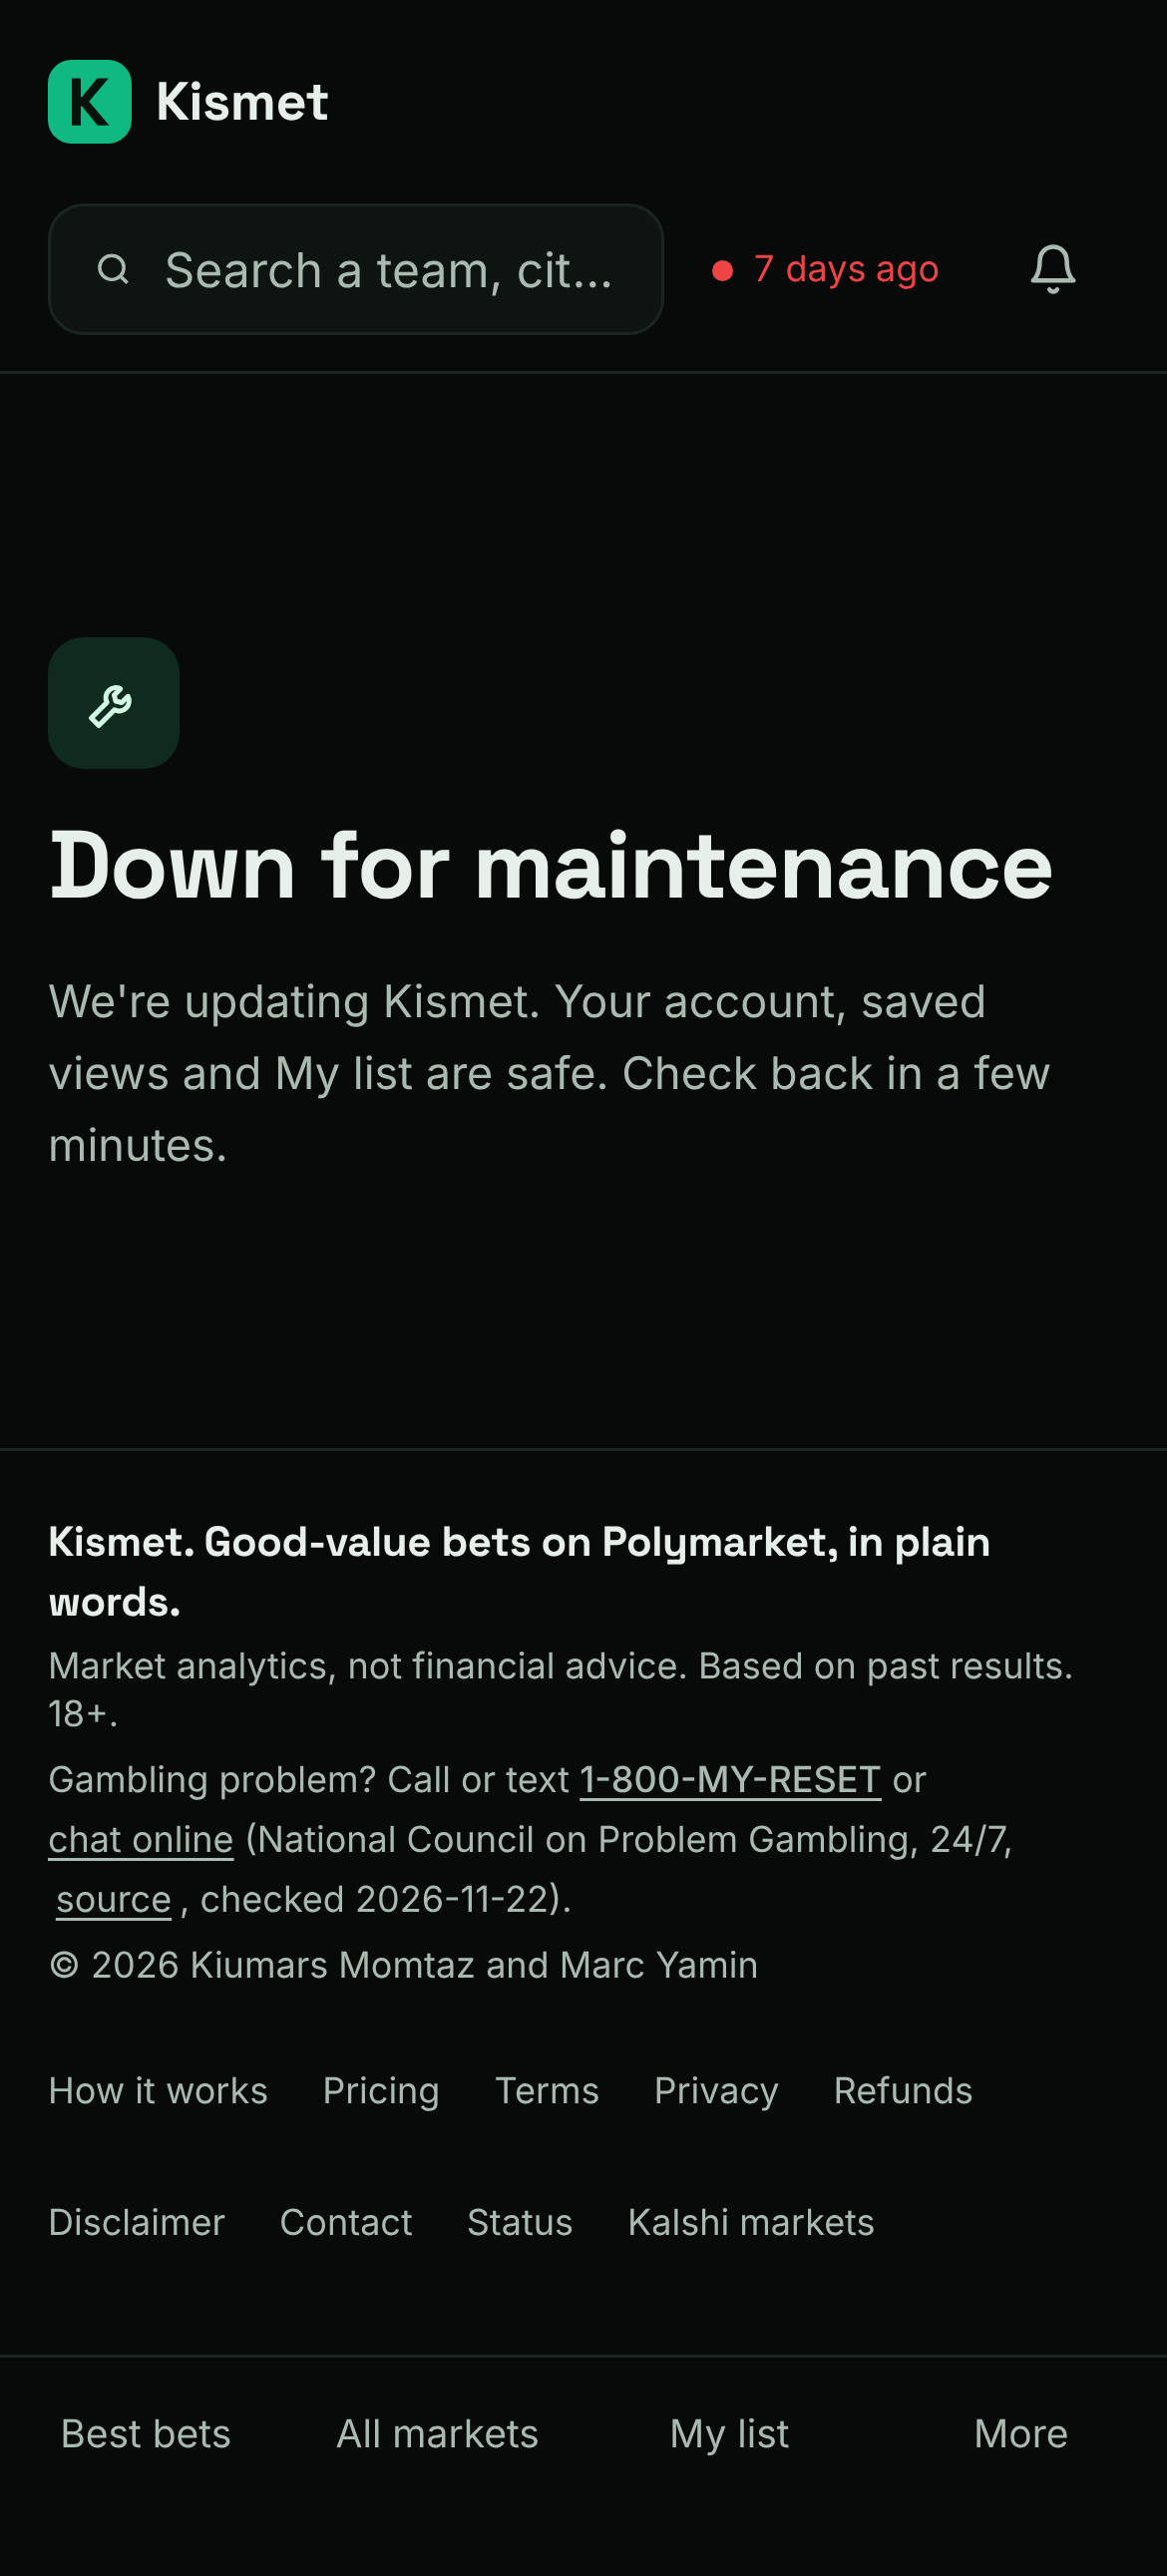 K Kismet
Search a team, cit...
7 days ago
Down for maintenance
We're updating Kismet. Your account, saved
views and My list are safe. Check back in a few
minutes.
Kismet. Good-value bets on Polymarket, in plain
words.
Market analytics, not financial advice. Based on past results.
18+.
Gambling problem? Call or text 1-800-MY-RESET or
chat online (National Council on Problem Gambling, 24/7,
source , checked 2026-11-22).
© 2026 Kiumars Momtaz and Marc Yamin
How it works Pricing Terms Privacy Refunds
Disclaimer Contact Status Kalshi markets
Best bets All markets My list More